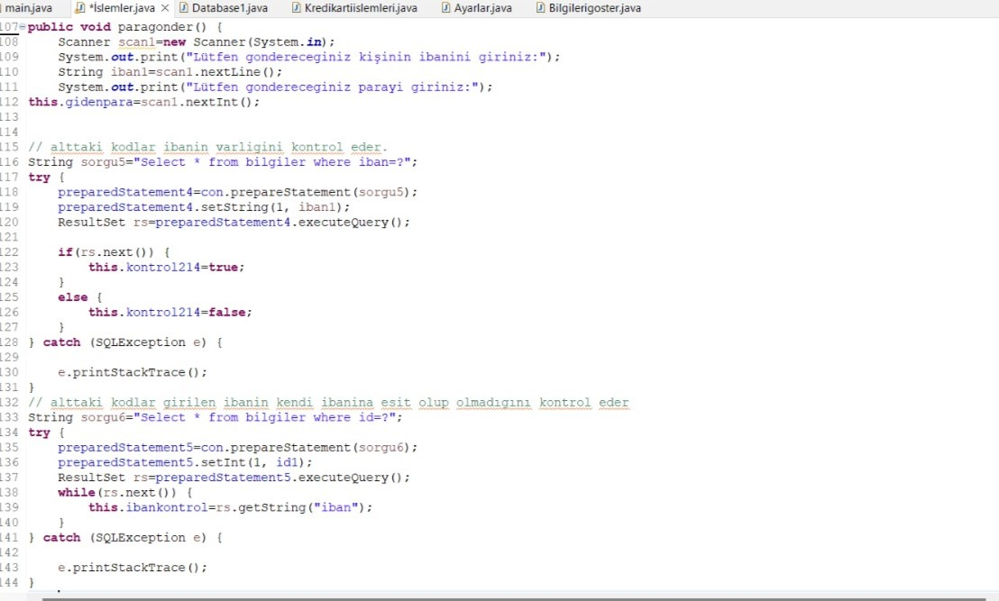 main.java *İslemler.java Database1.java Kredikartiislemleri.java Ayarlar.java Bilgilerigoster.java
107 public void paragonder() {
108 Scanner scan1=new Scanner(System.in);
109 System.out.print("Lütfen gondereceginiz kişinin ibanini giriniz:");
110 String iban1=scan1.nextLine();
111 System.out.print("Lütfen gondereceginiz parayi giriniz:");
112 this.gidenpara=scan1.nextInt();
113
114
115 // alttaki kodlar ibanin varligini kontrol eder.
116 String sorgu5="Select * from bilgiler where iban=?";
117 try {
118 preparedStatement4=con.prepareStatement(sorgu5);
119 preparedStatement4.setString(1, iban1);
120 ResultSet rs=preparedStatement4.executeQuery();
121
122 if(rs.next()) {
123 this.kontrol214=true;
124 }
125 else {
126 this.kontrol214=false;
127 }
128 } catch (SQLException e) {
129
130 e.printStackTrace();
131 }
132 // alttaki kodlar girilen ibanin kendi ibanina esit olup olmadıgını kontrol eder
133 String sorgu6="Select * from bilgiler where id=?";
134 try {
135 preparedStatement5=con.prepareStatement(sorgu6);
136 preparedStatement5.setInt(1, id1);
137 ResultSet rs=preparedStatement5.executeQuery();
138 while(rs.next()) {
139 this.ibankontrol=rs.getString("iban");
140 }
141 } catch (SQLException e) {
142
143 e.printStackTrace();
144 }